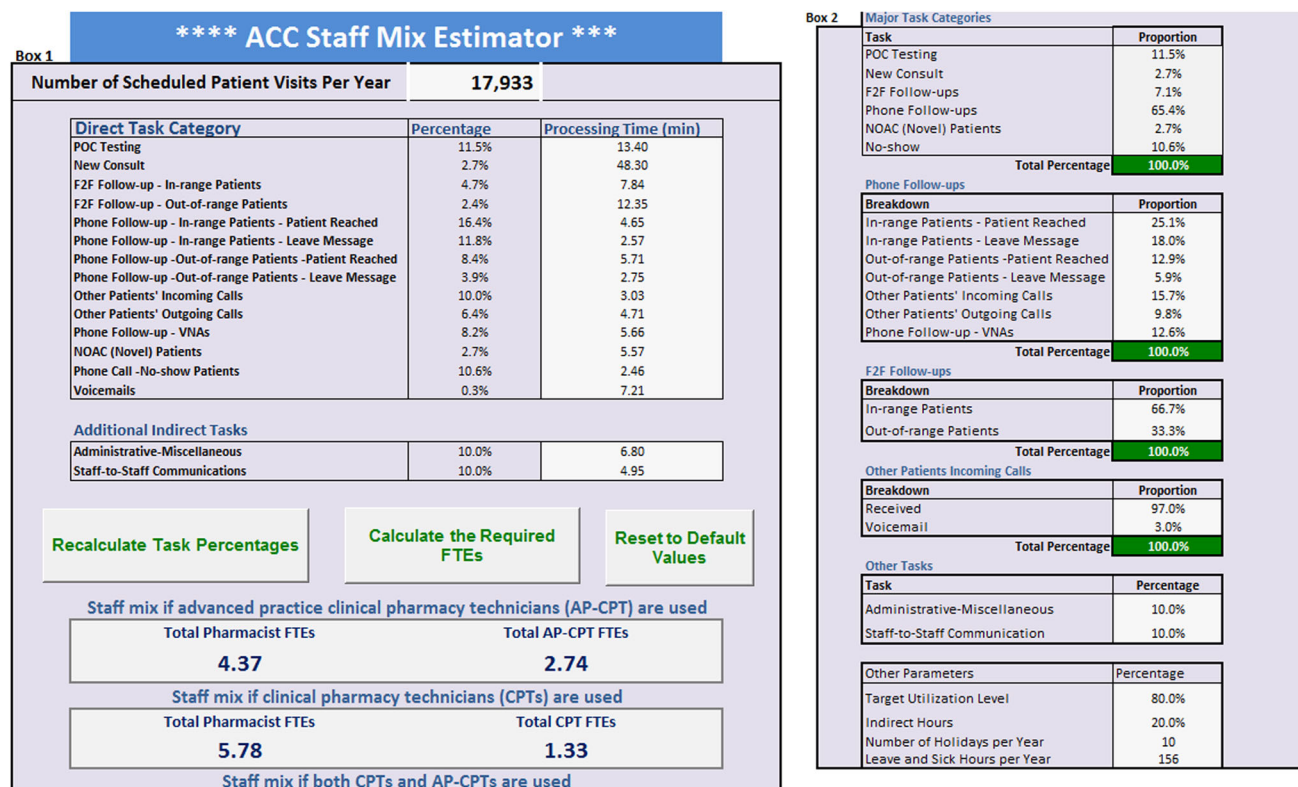 Box 1
**** ACC Staff Mix Estimator ***
Number of Scheduled Patient Visits Per Year 17,933
Direct Task Category Percentage Processing Time (min)
POC Testing 11.5% 13.40
New Consult 2.7% 48.30
F2F Follow-up - In-range Patients 4.7% 7.84
F2F Follow-up - Out-of-range Patients 2.4% 12.35
Phone Follow-up - In-range Patients - Patient Reached 16.4% 4.65
Phone Follow-up - In-range Patients - Leave Message 11.8% 2.57
Phone Follow-up -Out-of-range Patients -Patient Reached 8.4% 5.71
Phone Follow-up -Out-of-range Patients - Leave Message 3.9% 2.75
Other Patients' Incoming Calls 10.0% 3.03
Other Patients' Outgoing Calls 6.4% 4.71
Phone Follow-up - VNAs 8.2% 5.66
NOAC (Novel) Patients 2.7% 5.57
Phone Call -No-show Patients 10.6% 2.46
Voicemails 0.3% 7.21
Additional Indirect Tasks
Administrative-Miscellaneous 10.0% 6.80
Staff-to-Staff Communications 10.0% 4.95
Recalculate Task Percentages
Calculate the Required
FTEs
Reset to Default
Values
Staff mix if advanced practice clinical pharmacy technicians (AP-CPT) are used
Total Pharmacist FTEs Total AP-CPT FTEs
4.37 2.74
Staff mix if clinical pharmacy technicians (CPTs) are used
Total Pharmacist FTEs Total CPT FTEs
5.78 1.33
Staff mix if both CPTs and AP-CPTs are used
Box 2
Major Task Categories
Task Proportion
POC Testing 11.5%
New Consult 2.7%
F2F Follow-ups 7.1%
Phone Follow-ups 65.4%
NOAC (Novel) Patients 2.7%
No-show 10.6%
Total Percentage 100.0%
Phone Follow-ups
Breakdown Proportion
In-range Patients - Patient Reached 25.1%
In-range Patients - Leave Message 18.0%
Out-of-range Patients -Patient Reached 12.9%
Out-of-range Patients - Leave Message 5.9%
Other Patients' Incoming Calls 15.7%
Other Patients' Outgoing Calls 9.8%
Phone Follow-up - VNAs 12.6%
Total Percentage 100.0%
F2F Follow-ups
Breakdown Proportion
In-range Patients 66.7%
Out-of-range Patients 33.3%
Total Percentage 100.0%
Other Patients Incoming Calls
Breakdown Proportion
Received 97.0%
Voicemail 3.0%
Total Percentage 100.0%
Other Tasks
Task Percentage
Administrative-Miscellaneous 10.0%
Staff-to-Staff Communication 10.0%
Other Parameters Percentage
Target Utilization Level 80.0%
Indirect Hours 20.0%
Number of Holidays per Year 10
Leave and Sick Hours per Year 156